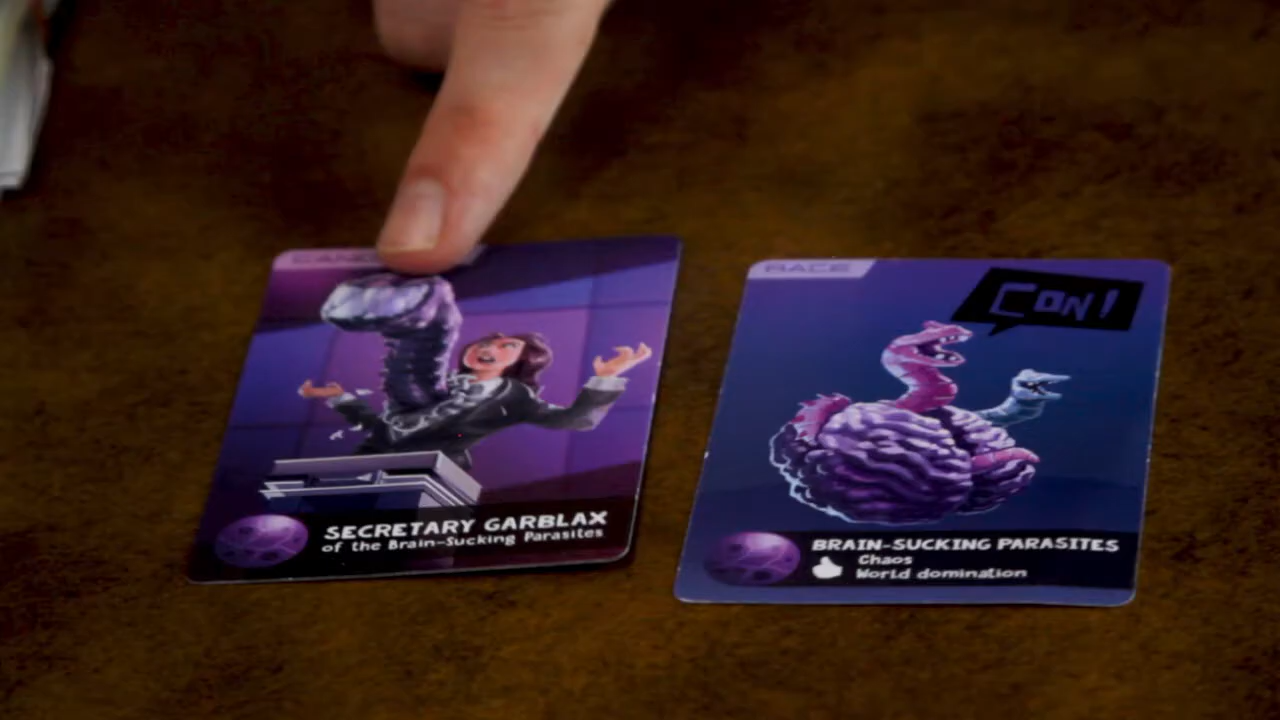 SECRETARY GARBLAX
of the Brain-Sucking Parasites
RACE
CON!
BRAIN-SUCKING PARASITES
Chaos
World domination